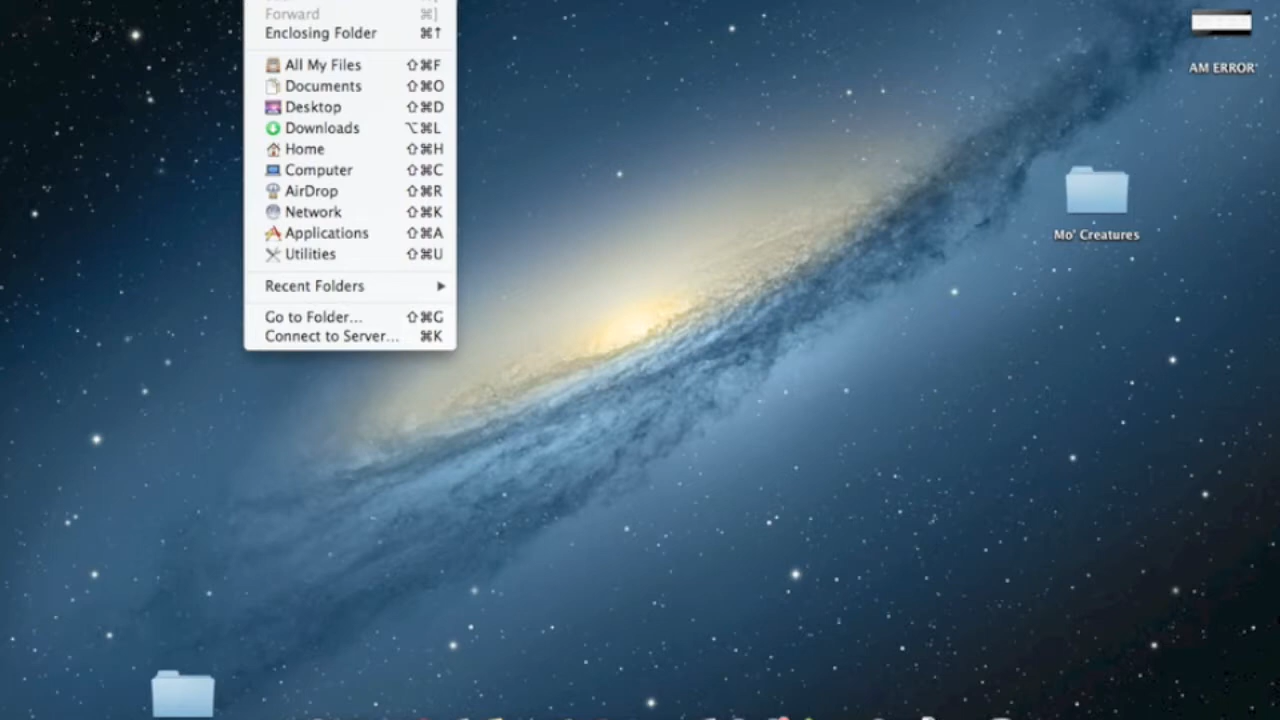 Forward ⌘]
Enclosing Folder ⌘↑
All My Files ⇧⌘F
Documents ⇧⌘O
Desktop ⇧⌘D
Downloads ⌥⌘L
Home ⇧⌘H
Computer ⇧⌘C
AirDrop ⇧⌘R
Network ⇧⌘K
Applications ⇧⌘A
Utilities ⇧⌘U
Recent Folders ▶
Go to Folder... ⇧⌘G
Connect to Server... ⌘K
AM ERROR'
Mo' Creatures